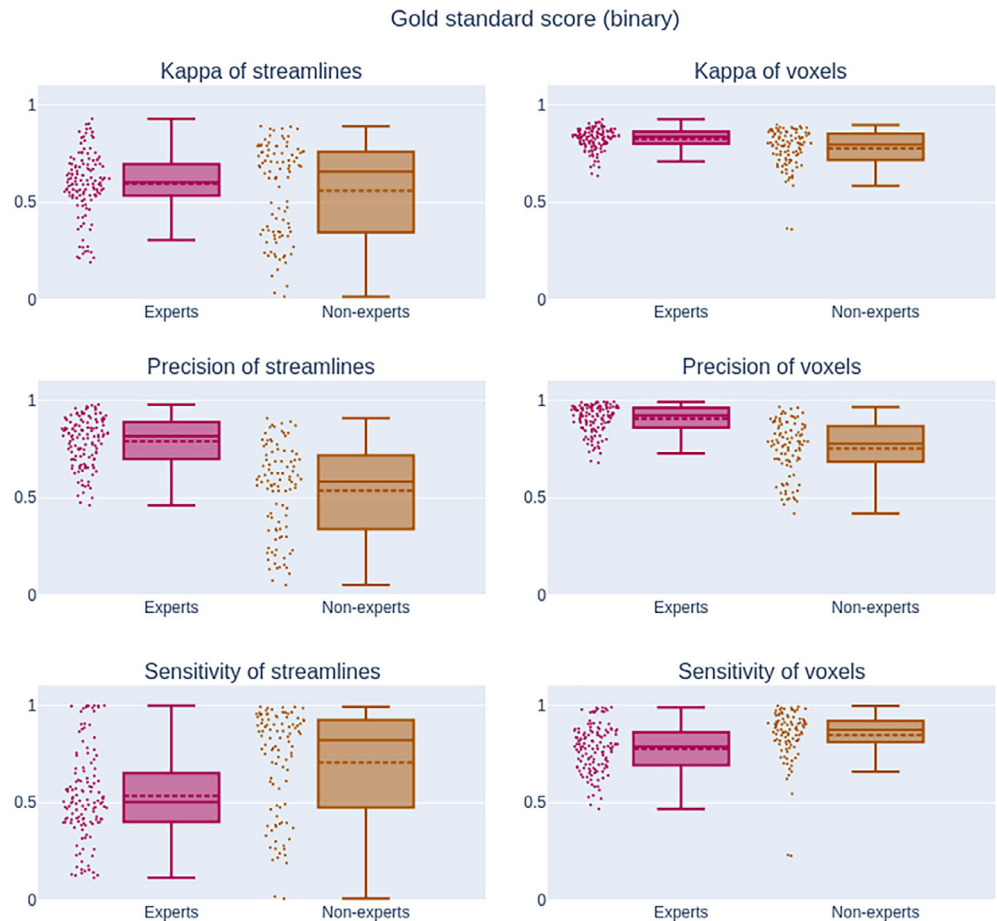 Gold standard score (binary)
Kappa of streamlines
Kappa of voxels
1
0.5
0
Experts
Non-experts
1
0.5
0
Experts
Non-experts
Precision of streamlines
Precision of voxels
1
0.5
0
Experts
Non-experts
1
0.5
0
Experts
Non-experts
Sensitivity of streamlines
Sensitivity of voxels
1
0.5
0
Experts
Non-experts
1
0.5
0
Experts
Non-experts